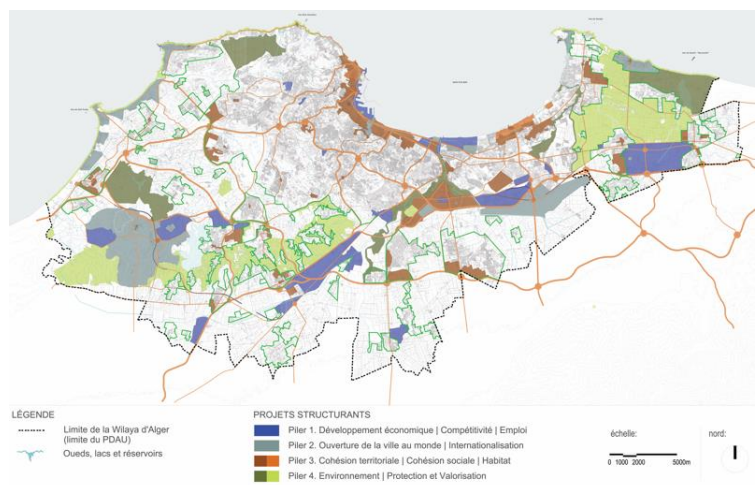 LÉGENDE
Limite de la Wilaya d'Alger
(limite du PDAU)
Oueds, lacs et réservoirs
PROJETS STRUCTURANTS
Piler 1. Développement économique | Compétitivité | Emploi
Piler 2. Ouverture de la ville au monde | Internationalisation
Piler 3. Cohésion territoriale | Cohésion sociale | Habitat
Piler 4. Environnement | Protection et Valorisation
échelle:
0 1000 2000 5000m
nord: